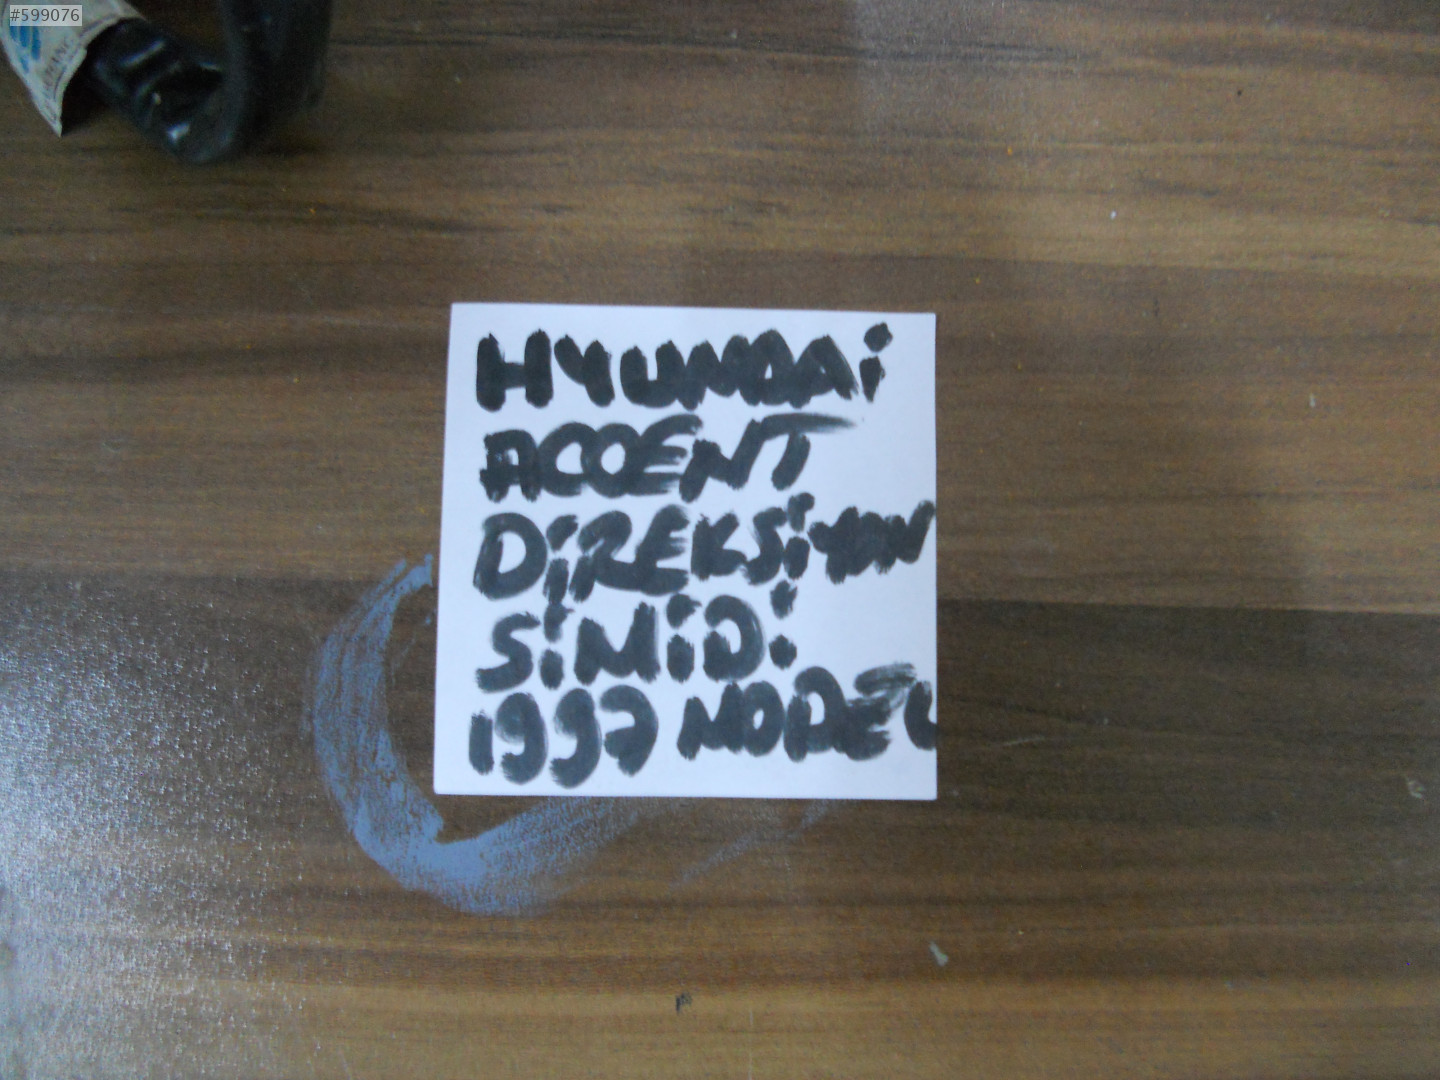 #599076
HYUNDAİ
ACCENT
DİREKSİYON
SİMİDİ
1997 MODEL